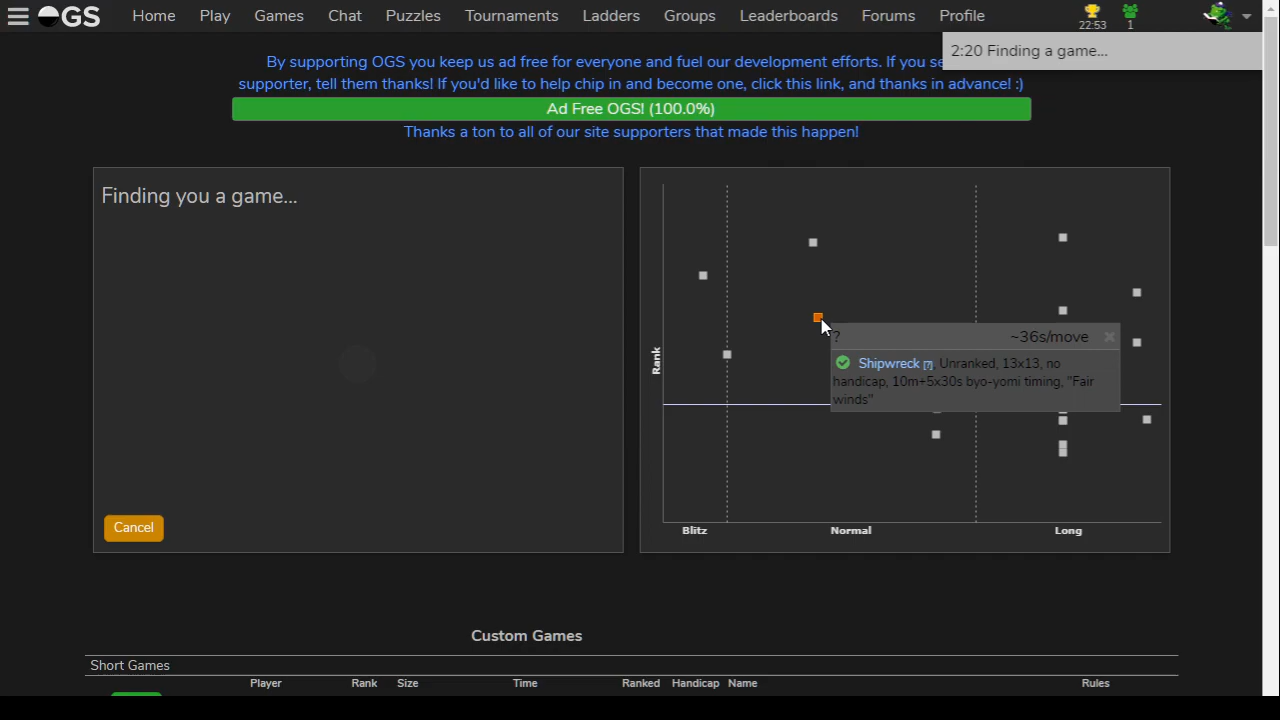 OGS Home Play Games Chat Puzzles Tournaments Ladders Groups Leaderboards Forums Profile 22:53 1
2:20 Finding a game...
By supporting OGS you keep us ad free for everyone and fuel our development efforts. If you se
supporter, tell them thanks! If you'd like to help chip in and become one, click this link, and thanks in advance! :)
Ad Free OGS! (100.0%)
Thanks a ton to all of our site supporters that made this happen!
Finding you a game...
Cancel
Rank
? ~36s/move
Shipwreck [?]. Unranked, 13x13, no
handicap, 10m+5x30s byo-yomi timing, "Fair
winds"
Blitz Normal Long
Custom Games
Short Games
Player Rank Size Time Ranked Handicap Name Rules